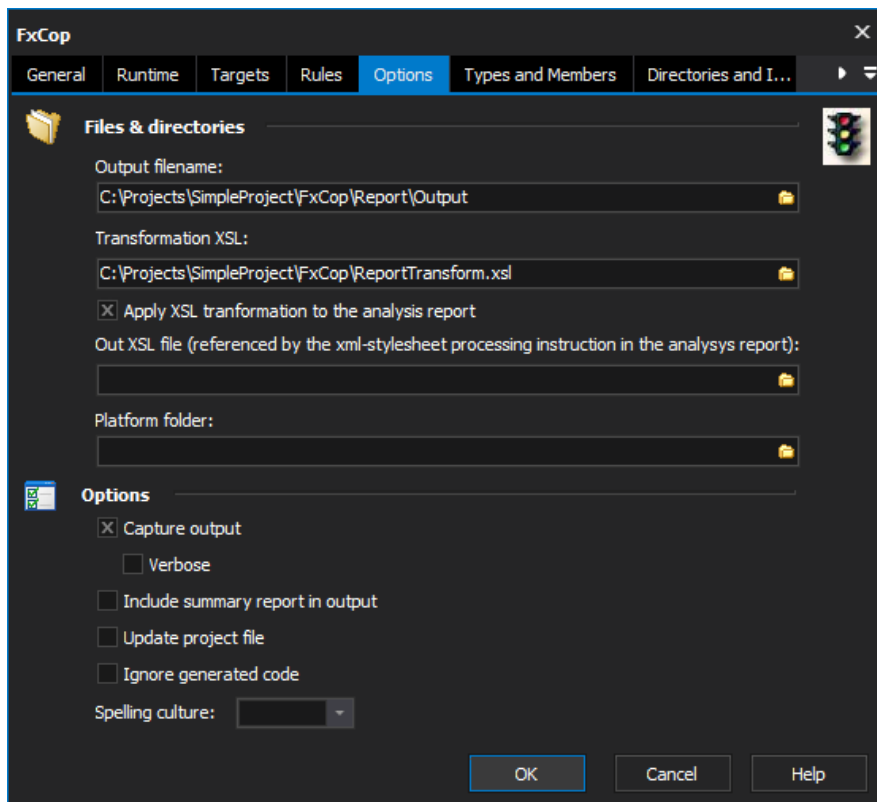 FxCop
General Runtime Targets Rules Options Types and Members Directories and I...
Files & directories
Output filename:
C:\Projects\SimpleProject\FxCop\Report\Output
Transformation XSL:
C:\Projects\SimpleProject\FxCop\ReportTransform.xsl
Apply XSL tranformation to the analysis report
Out XSL file (referenced by the xml-stylesheet processing instruction in the analysys report):
Platform folder:
Options
Capture output
Verbose
Include summary report in output
Update project file
Ignore generated code
Spelling culture:
OK Cancel Help